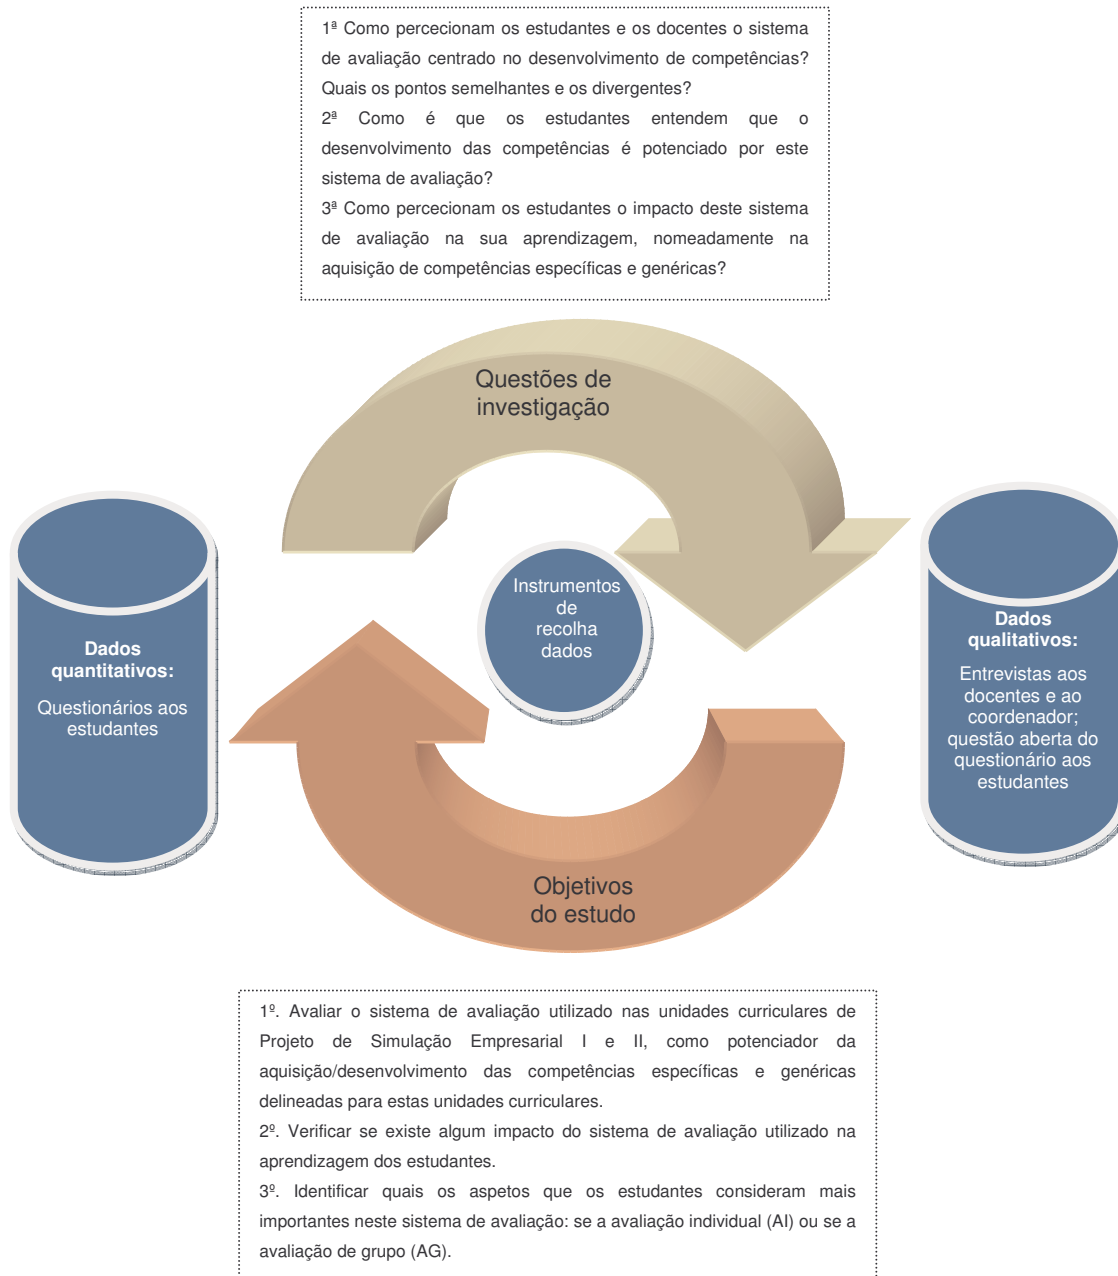 1ª Como percecionam os estudantes e os docentes o sistema
de avaliação centrado no desenvolvimento de competências?
Quais os pontos semelhantes e os divergentes?
2ª Como é que os estudantes entendem que o
desenvolvimento das competências é potenciado por este
sistema de avaliação?
3ª Como percecionam os estudantes o impacto deste sistema
de avaliação na sua aprendizagem, nomeadamente na
aquisição de competências específicas e genéricas?
Questões de
investigação
Instrumentos
de
recolha
dados
Dados
quantitativos:
Questionários aos
estudantes
Dados
qualitativos:
Entrevistas aos
docentes e ao
coordenador;
questão aberta do
questionário aos
estudantes
Objetivos
do estudo
1º. Avaliar o sistema de avaliação utilizado nas unidades curriculares de
Projeto de Simulação Empresarial I e II, como potenciador da
aquisição/desenvolvimento das competências específicas e genéricas
delineadas para estas unidades curriculares.
2º. Verificar se existe algum impacto do sistema de avaliação utilizado na
aprendizagem dos estudantes.
3º. Identificar quais os aspetos que os estudantes consideram mais
importantes neste sistema de avaliação: se a avaliação individual (AI) ou se a
avaliação de grupo (AG).